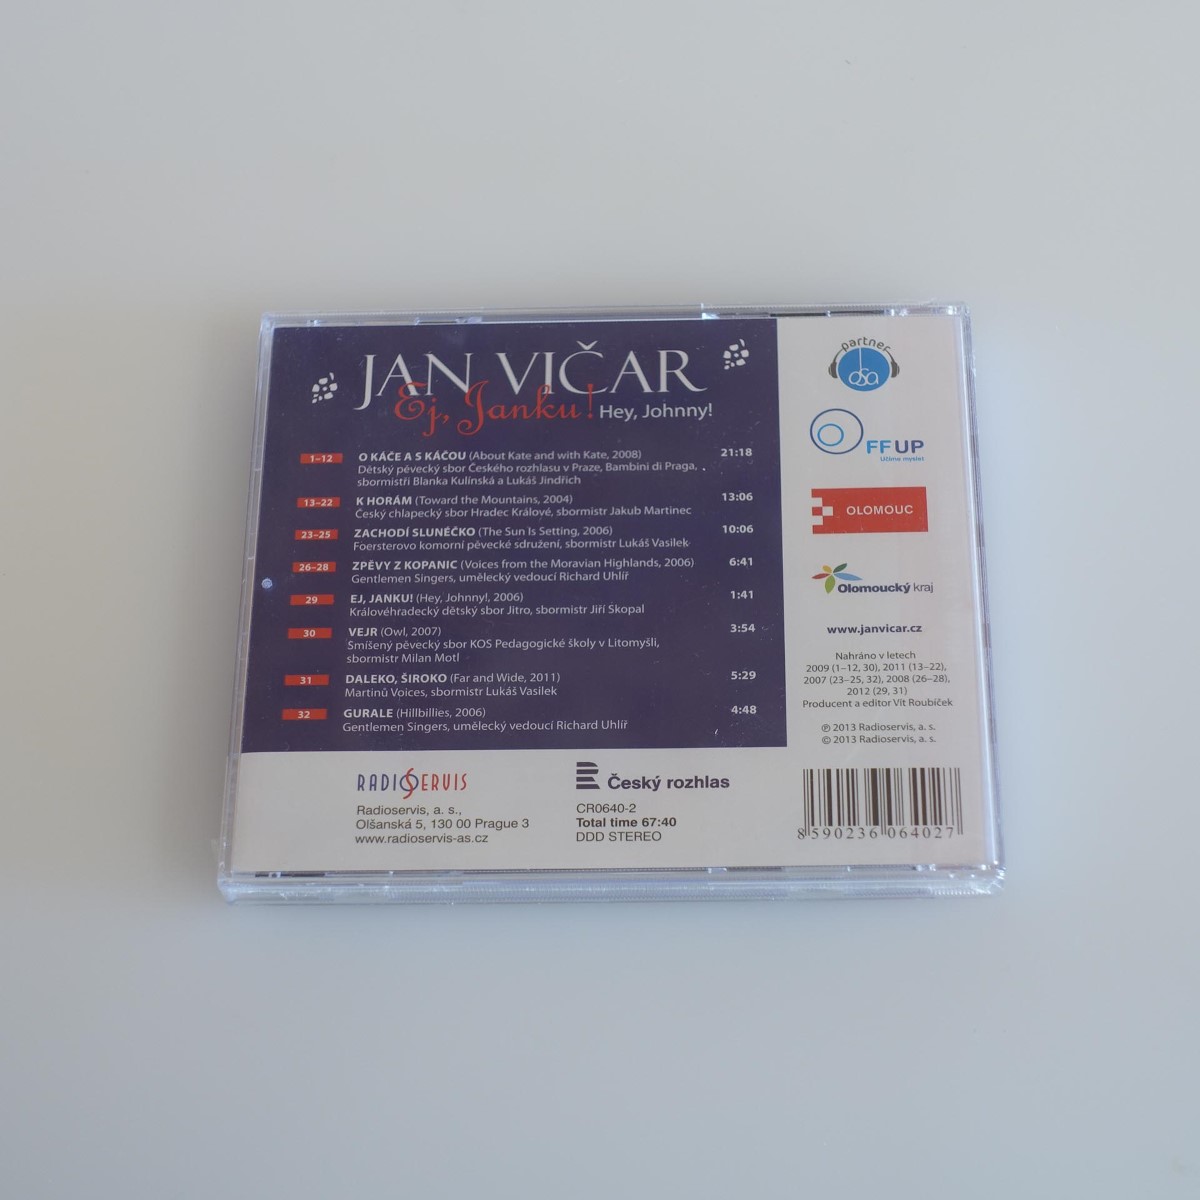 JAN VIČAR
Ej, Janku! Hey, Johnny!
1–12 O KÁČE A S KÁČOU (About Kate and with Kate, 2008) 21:18
Dětský pěvecký sbor Českého rozhlasu v Praze, Bambini di Praga,
sbormistři Blanka Kulínská a Lukáš Jindřich
13–22 K HORÁM (Toward the Mountains, 2004) 13:06
Český chlapecký sbor Hradec Králové, sbormistr Jakub Martinec
23–25 ZACHODÍ SLUNÉČKO (The Sun Is Setting, 2006) 10:06
Foersterovo komorní pěvecké sdružení, sbormistr Lukáš Vasilek
26–28 ZPĚVY Z KOPANIC (Voices from the Moravian Highlands, 2006) 6:41
Gentlemen Singers, umělecký vedoucí Richard Uhlíř
29 EJ, JANKU! (Hey, Johnny!, 2006) 1:41
Královéhradecký dětský sbor Jitro, sbormistr Jiří Skopal
30 VEJR (Owl, 2007) 3:54
Smíšený pěvecký sbor KOS Pedagogické školy v Litomyšli,
sbormistr Milan Motl
31 DALEKO, ŠIROKO (Far and Wide, 2011) 5:29
Martinů Voices, sbormistr Lukáš Vasilek
32 GURALE (Hillbillies, 2006) 4:48
Gentlemen Singers, umělecký vedoucí Richard Uhlíř
partner
dsa
FF UP
Učíme myslet
OLOMOUC
Olomoucký kraj
www.janvicar.cz
Nahráno v letech
2009 (1–12, 30), 2011 (13–22),
2007 (23–25, 32), 2008 (26–28),
2012 (29, 31)
Producent a editor Vít Roubíček
℗ 2013 Radioservis, a. s.
© 2013 Radioservis, a. s.
RADIOSERVIS
Radioservis, a. s.,
Olšanská 5, 130 00 Prague 3
www.radioservis-as.cz
Český rozhlas
CR0640-2
Total time 67:40
DDD STEREO
8 590236 064027